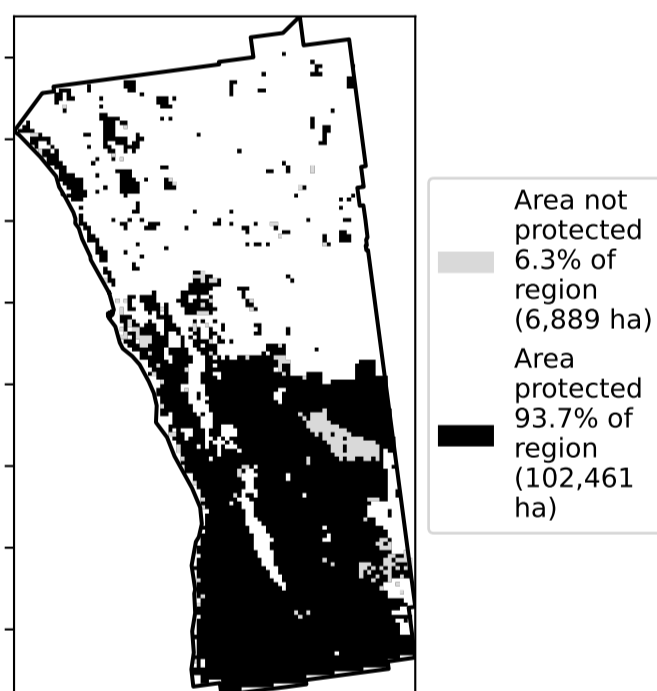 Area not
protected
6.3% of
region
(6,889 ha)
Area
protected
93.7% of
region
(102,461
ha)